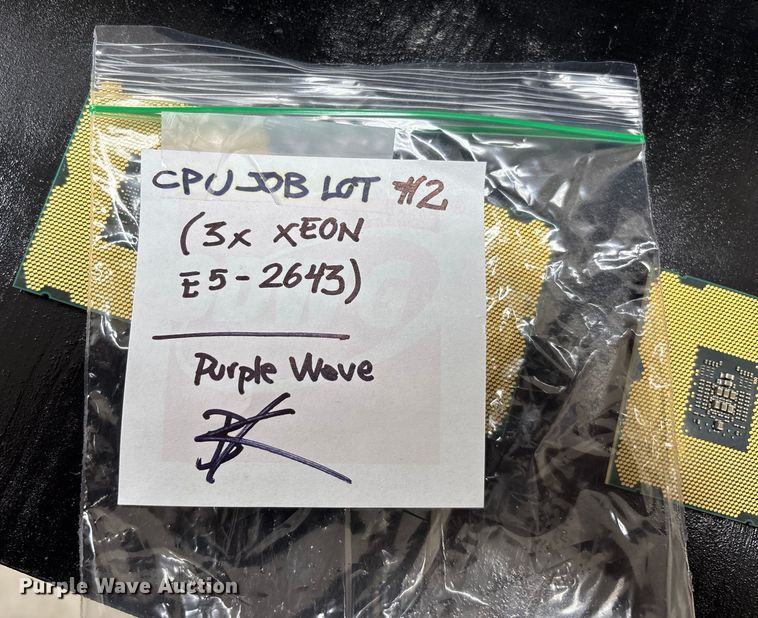 CPU JOB LOT #2
(3x XEON
E5-2643)
Purple Wave
Purple Wave Auction